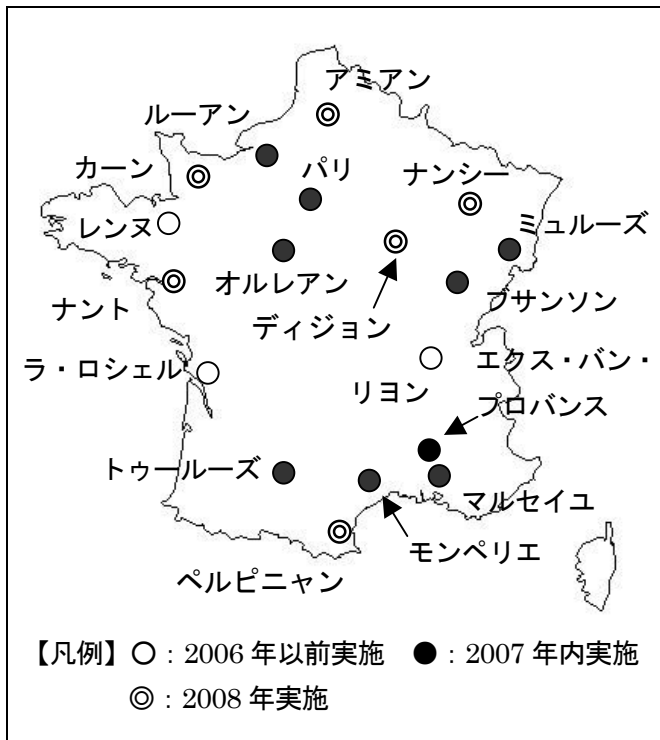 アミアン
ルーアン
カーン
パリ
ナンシー
レンヌ
ミュルーズ
オルレアン
ナント
ディジョン
ブサンソン
ラ・ロシェル
リヨン
エクス・バン・
プロバンス
トゥールーズ
マルセイユ
モンペリエ
ペルピニャン
【凡例】○：2006 年以前実施 ●：2007 年内実施
◎：2008 年実施